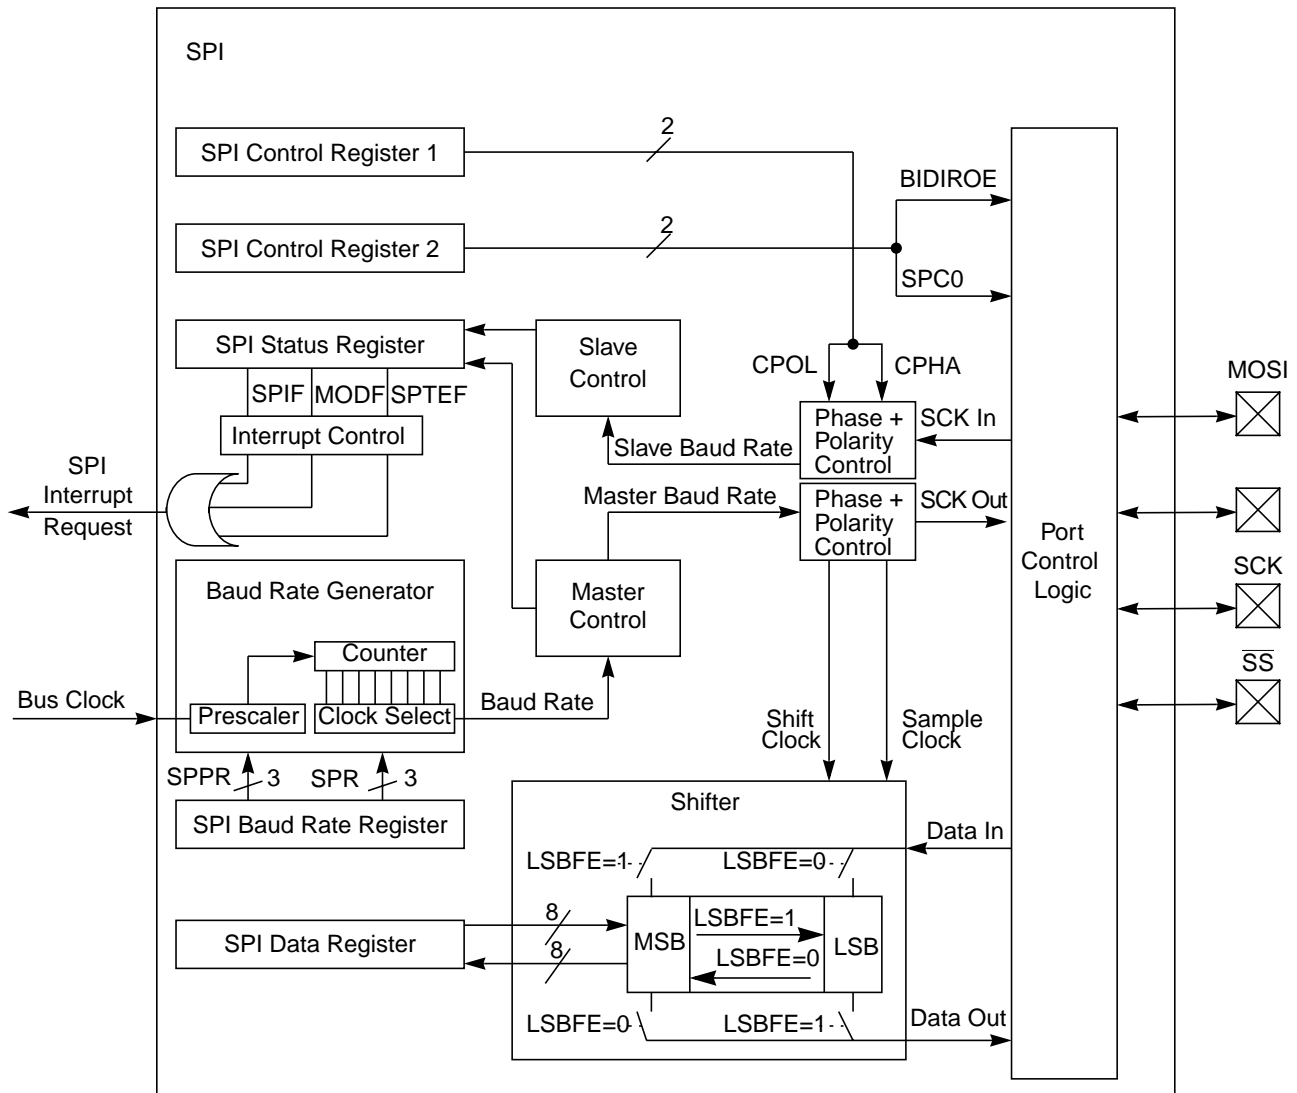 SPI
SPI Control Register 1
2
BIDIROE
SPI Control Register 2
2
SPC0
SPI Status Register
Slave
Control
CPOL
CPHA
SPIF
MODF
SPTEF
Interrupt Control
Phase +
Polarity
Control
SCK In
Slave Baud Rate
MOSI
SPI
Interrupt
Request
Master Baud Rate
Phase +
Polarity
Control
SCK Out
Port
Control
Logic
SCK
SS
Baud Rate Generator
Master
Control
Counter
Bus Clock
Prescaler
Clock Select
Baud Rate
Shift
Clock
Sample
Clock
SPPR
3
SPR
3
SPI Baud Rate Register
Shifter
Data In
LSBFE=1
LSBFE=0
SPI Data Register
8
8
MSB
LSBFE=1
LSBFE=0
LSB
LSBFE=0
LSBFE=1
Data Out